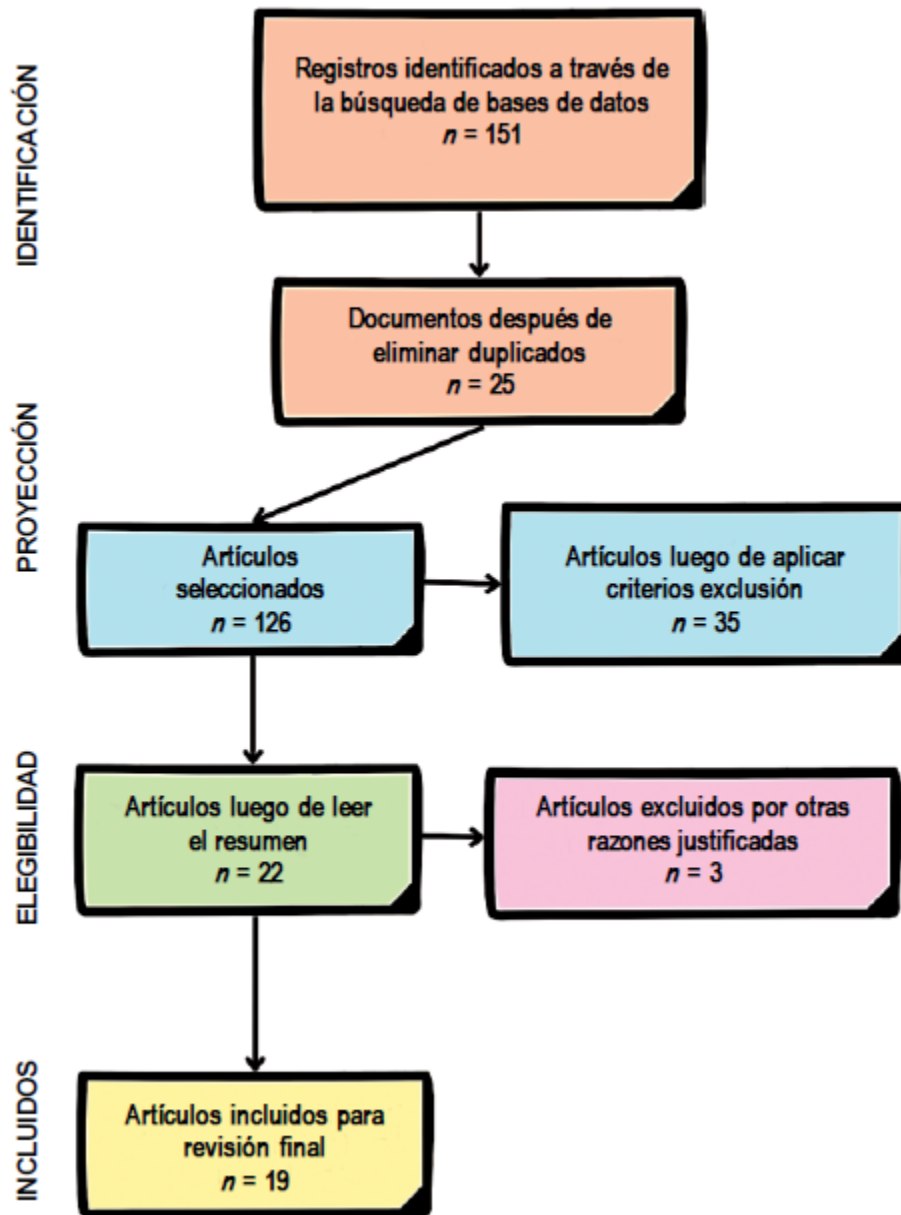 IDENTIFICACIÓN
Registros identificados a través de
la búsqueda de bases de datos
n = 151
Documentos después de
eliminar duplicados
n = 25
PROYECCIÓN
Artículos
seleccionados
n = 126
Artículos luego de aplicar
criterios exclusión
n = 35
ELEGIBILIDAD
Artículos luego de leer
el resumen
n = 22
Artículos excluidos por otras
razones justificadas
n = 3
INCLUIDOS
Artículos incluidos para
revisión final
n = 19